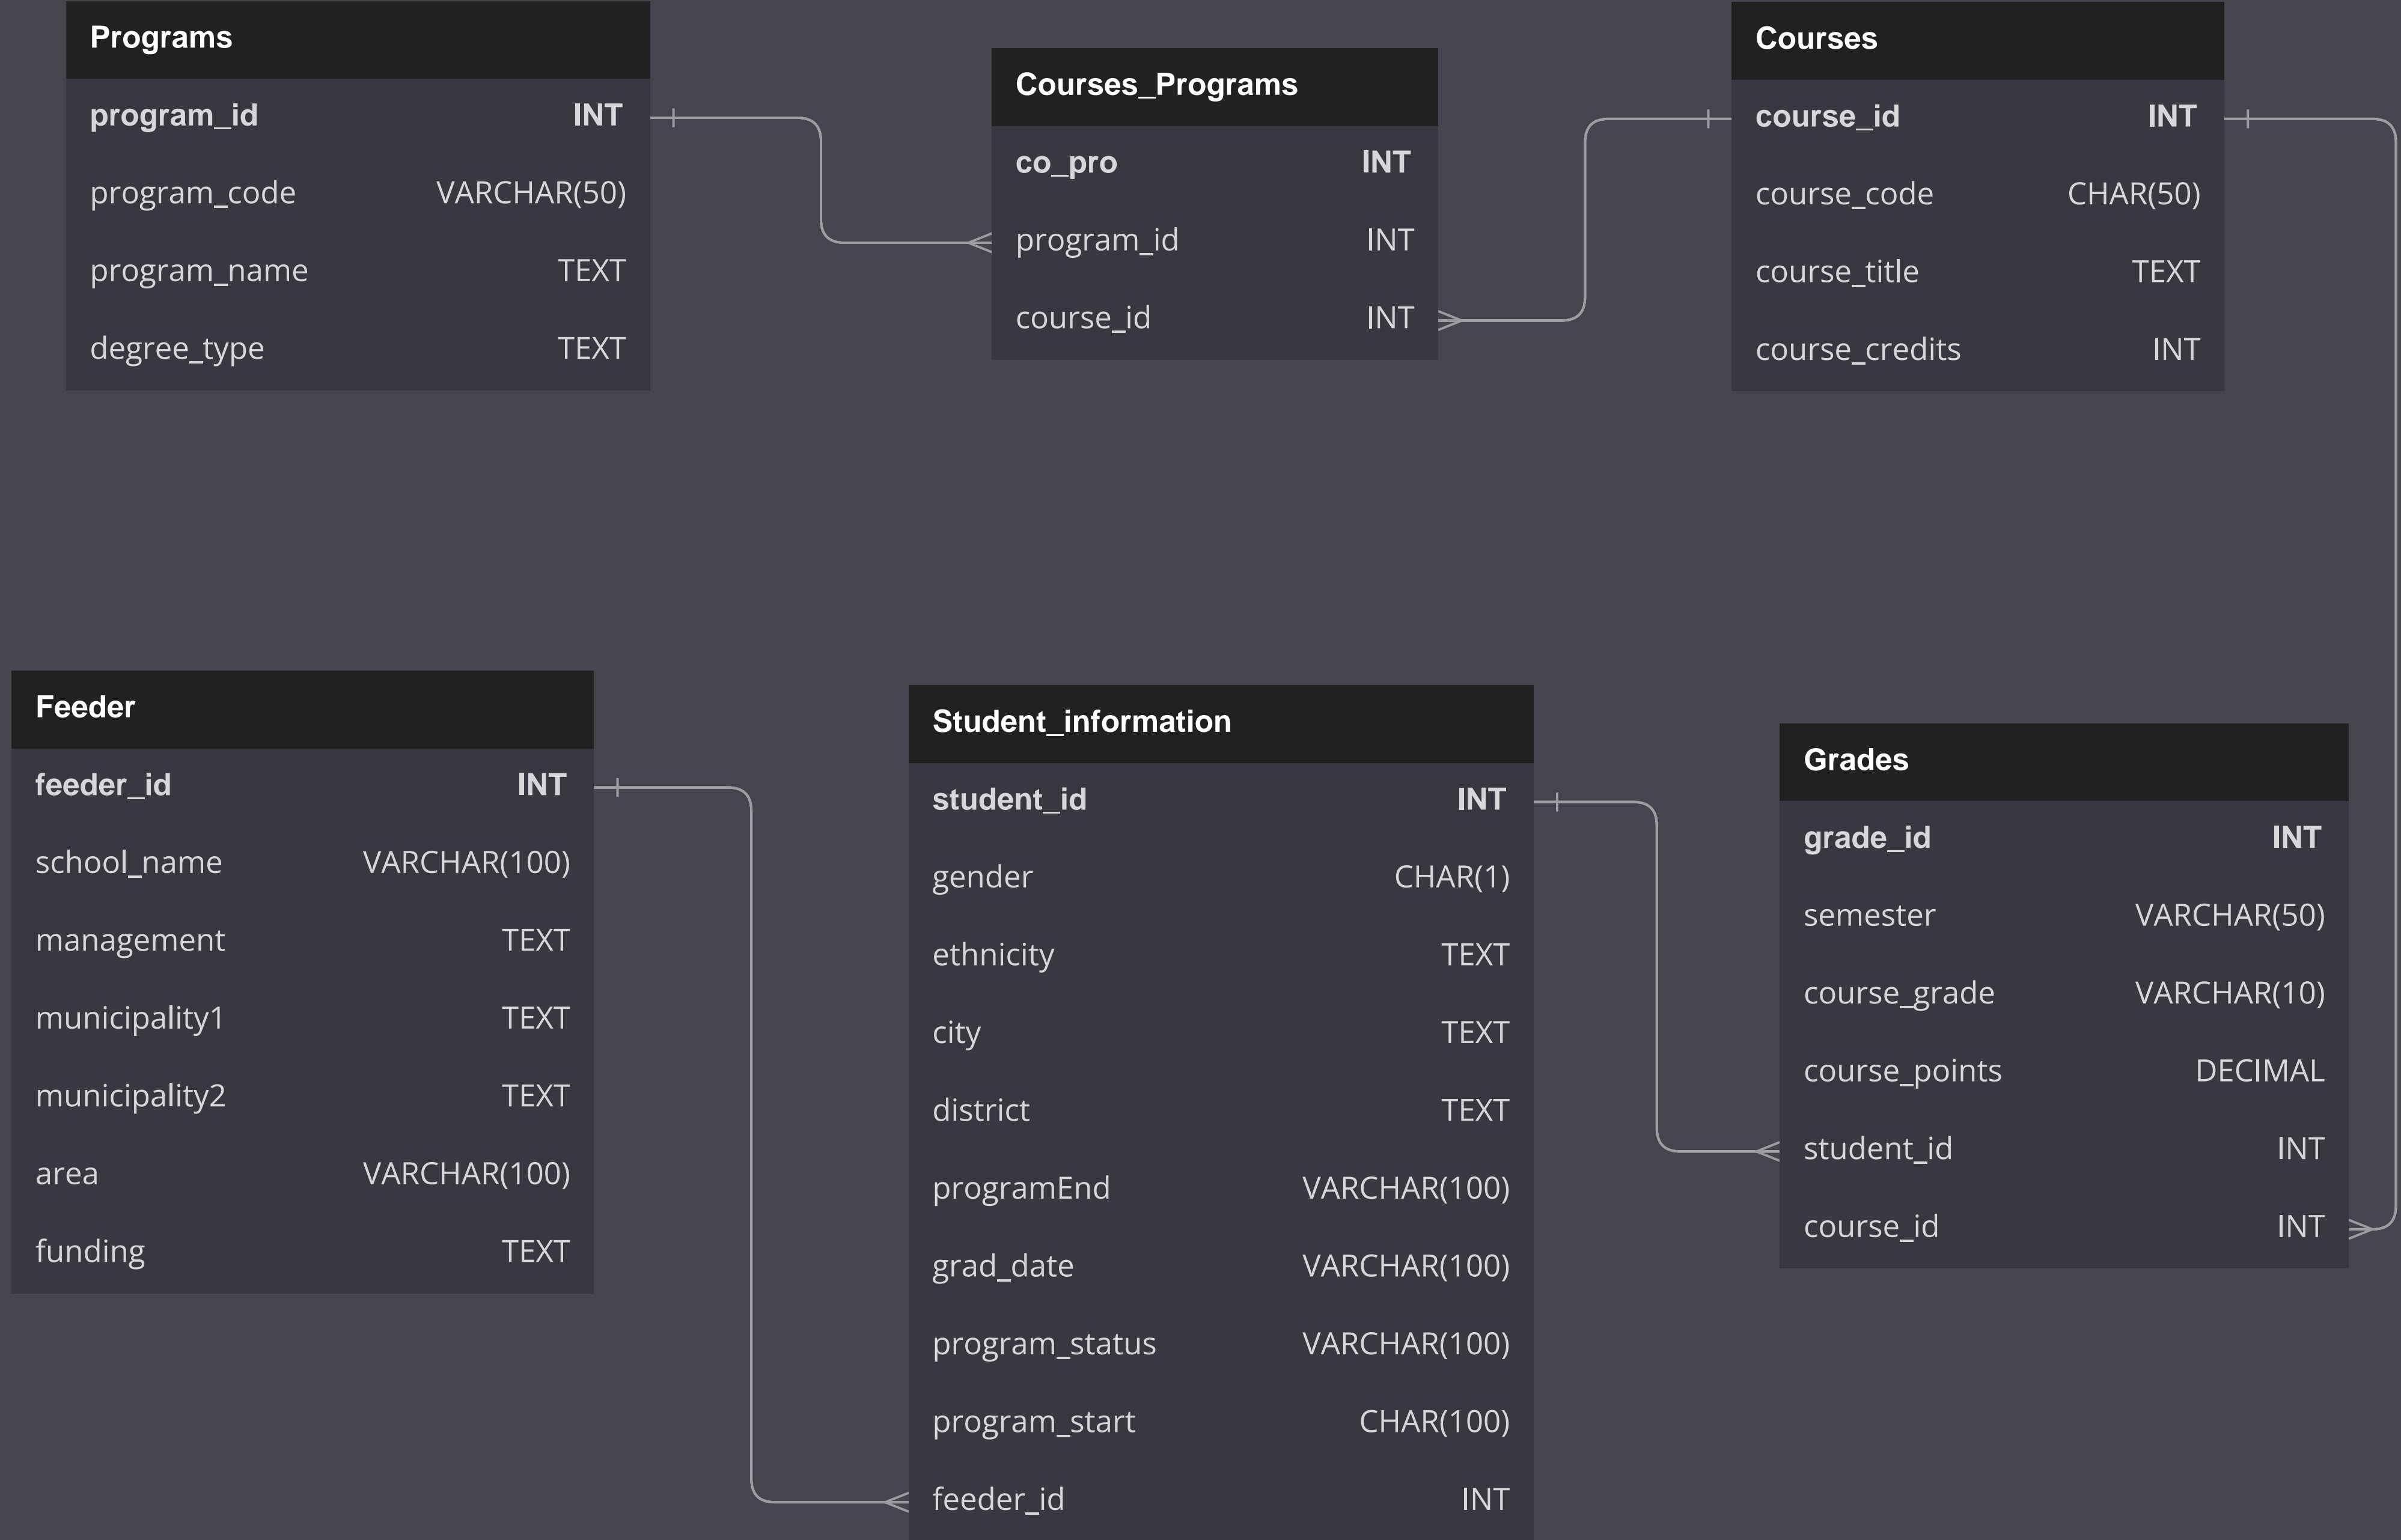 Programs
program_id INT
program_code VARCHAR(50)
program_name TEXT
degree_type TEXT
Courses_Programs
co_pro INT
program_id INT
course_id INT
Courses
course_id INT
course_code CHAR(50)
course_title TEXT
course_credits INT
Feeder
feeder_id INT
school_name VARCHAR(100)
management TEXT
municipality1 TEXT
municipality2 TEXT
area VARCHAR(100)
funding TEXT
Student_information
student_id INT
gender CHAR(1)
ethnicity TEXT
city TEXT
district TEXT
programEnd VARCHAR(100)
grad_date VARCHAR(100)
program_status VARCHAR(100)
program_start CHAR(100)
feeder_id INT
Grades
grade_id INT
semester VARCHAR(50)
course_grade VARCHAR(10)
course_points DECIMAL
student_id INT
course_id INT